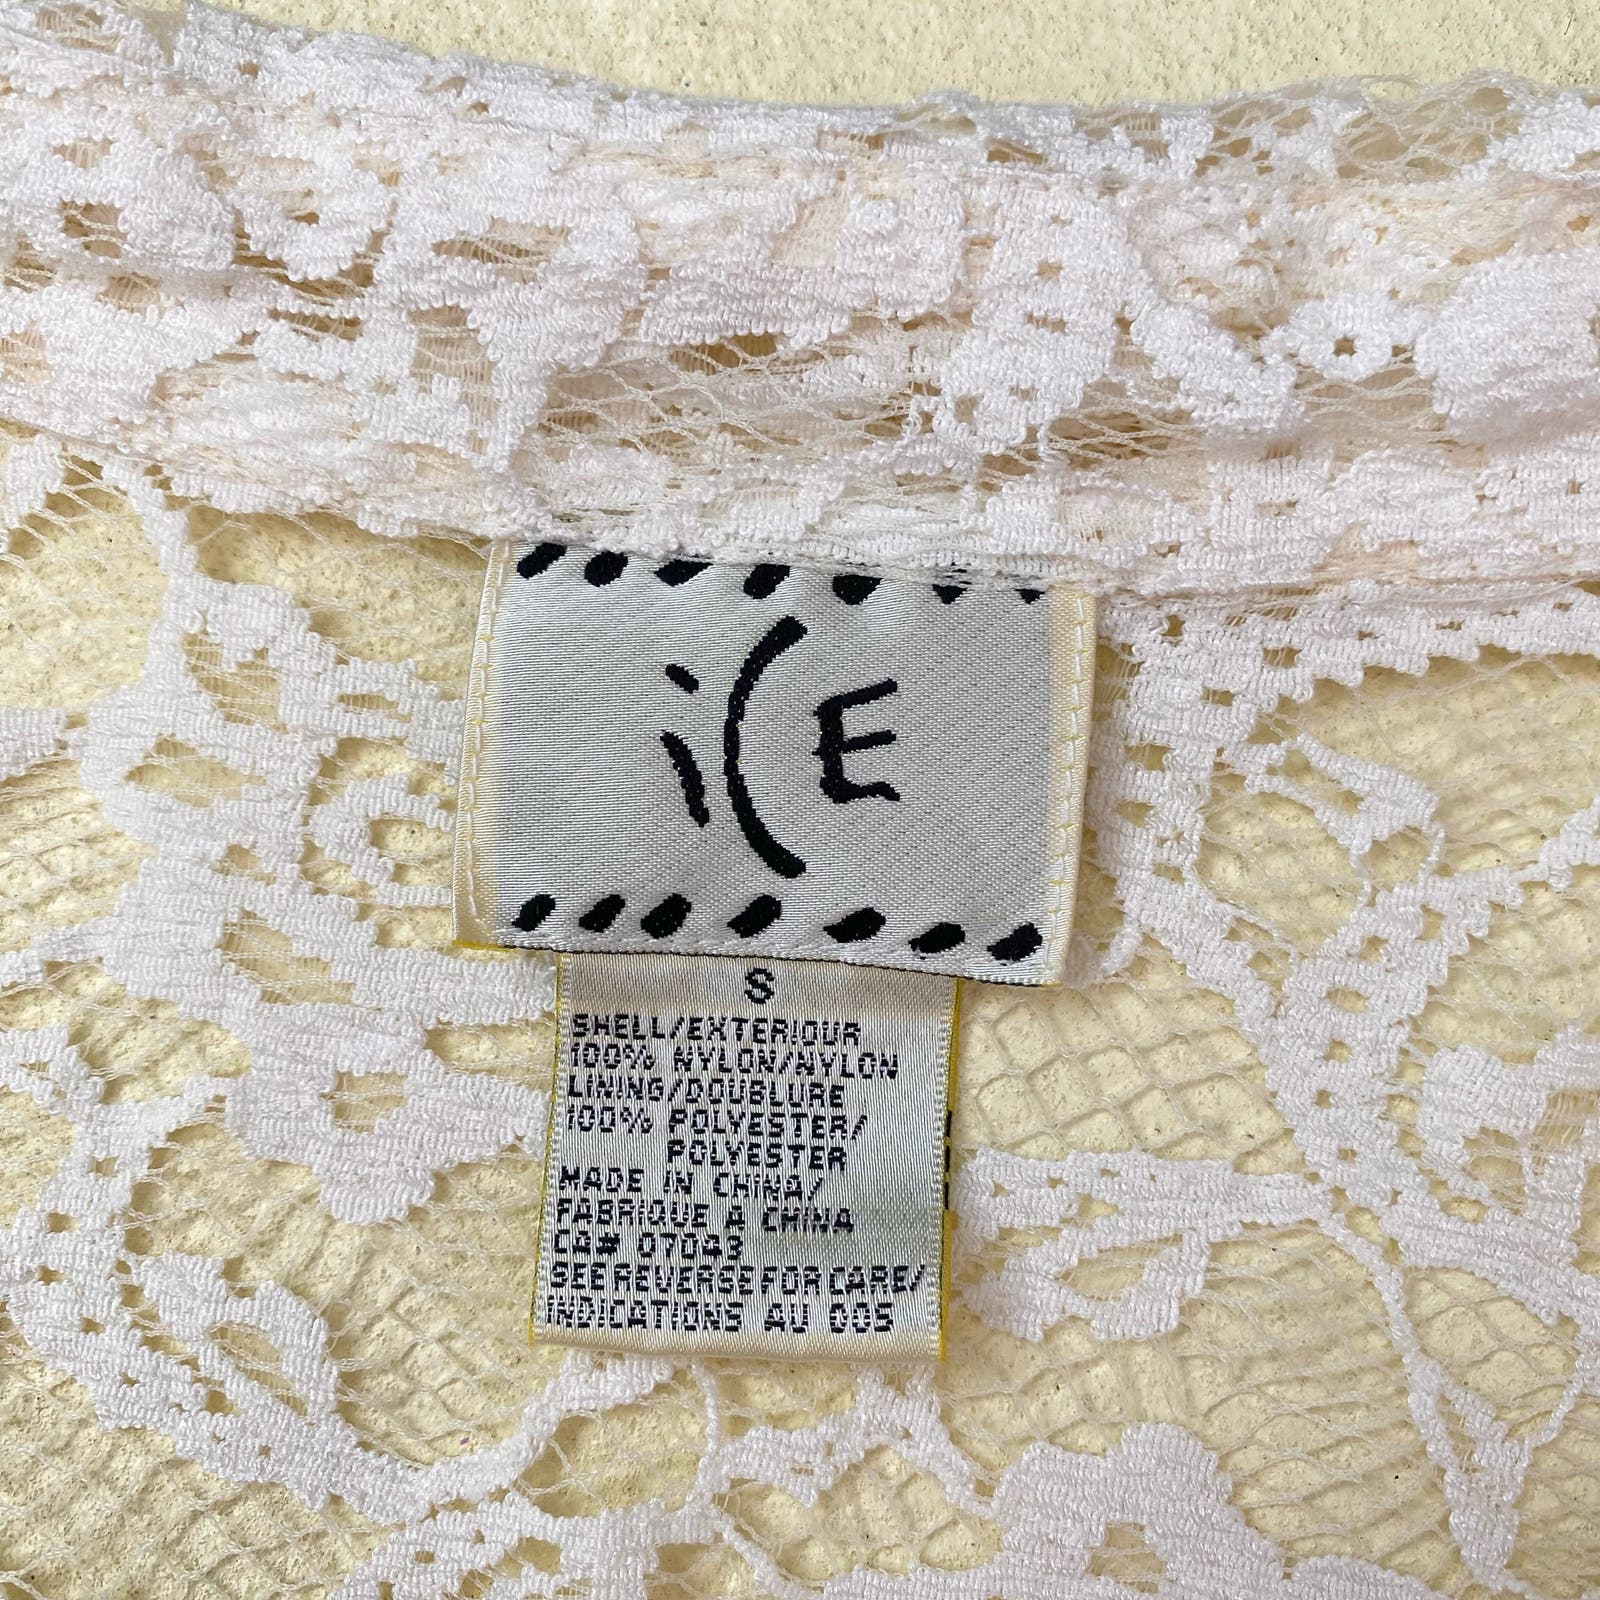 i(E
S
SHELL/EXTERIOUR
100% NYLON/NYLON
LINING/DOUBLURE
100% POLYESTER/
POLYESTER
MADE IN CHINA/
FABRIQUE A CHINA
CA# 07043
SEE REVERSE FOR CARE/
INDICATIONS AU DOS